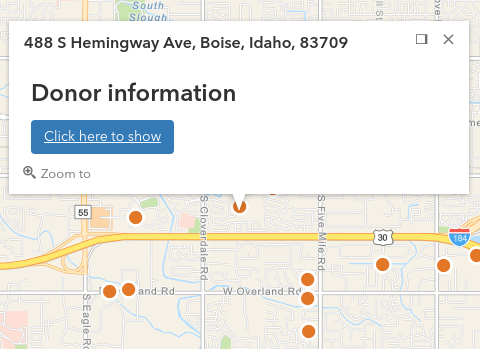 South
Slough
488 S Hemingway Ave, Boise, Idaho, 83709
Donor information
Click here to show
Zoom to
55
S Cloverdale Rd
S Five Mile Rd
30
184
S Eagle Rd
land Rd
W Overland Rd